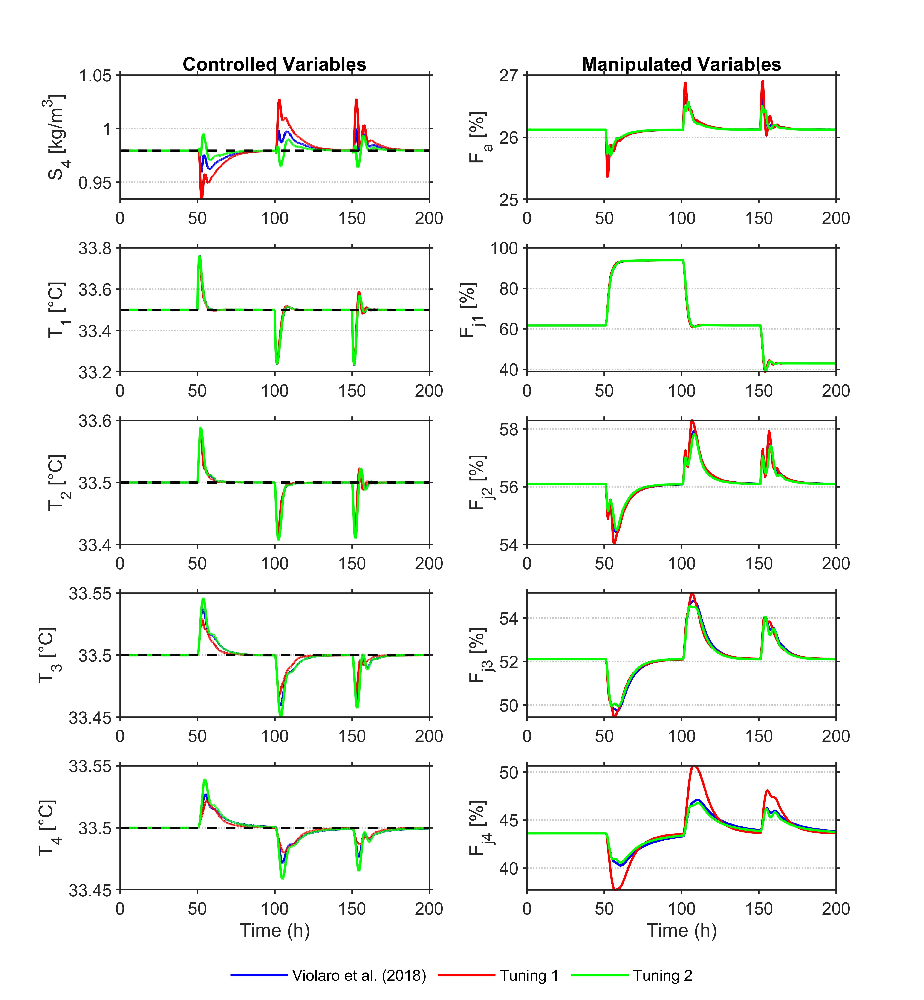 Controlled Variables
1.05
1
0.95
S4 [kg/m3]
0 50 100 150 200
Manipulated Variables
27
26
25
Fa [%]
0 50 100 150 200
33.8
33.6
33.4
33.2
T1 [°C]
0 50 100 150 200
100
80
60
40
Fj1 [%]
0 50 100 150 200
33.6
33.5
33.4
T2 [°C]
0 50 100 150 200
58
56
54
Fj2 [%]
0 50 100 150 200
33.55
33.5
33.45
T3 [°C]
0 50 100 150 200
54
52
50
Fj3 [%]
0 50 100 150 200
33.55
33.5
33.45
T4 [°C]
0 50 100 150 200
Time (h)
50
45
40
Fj4 [%]
0 50 100 150 200
Time (h)
Violaro et al. (2018) Tuning 1 Tuning 2